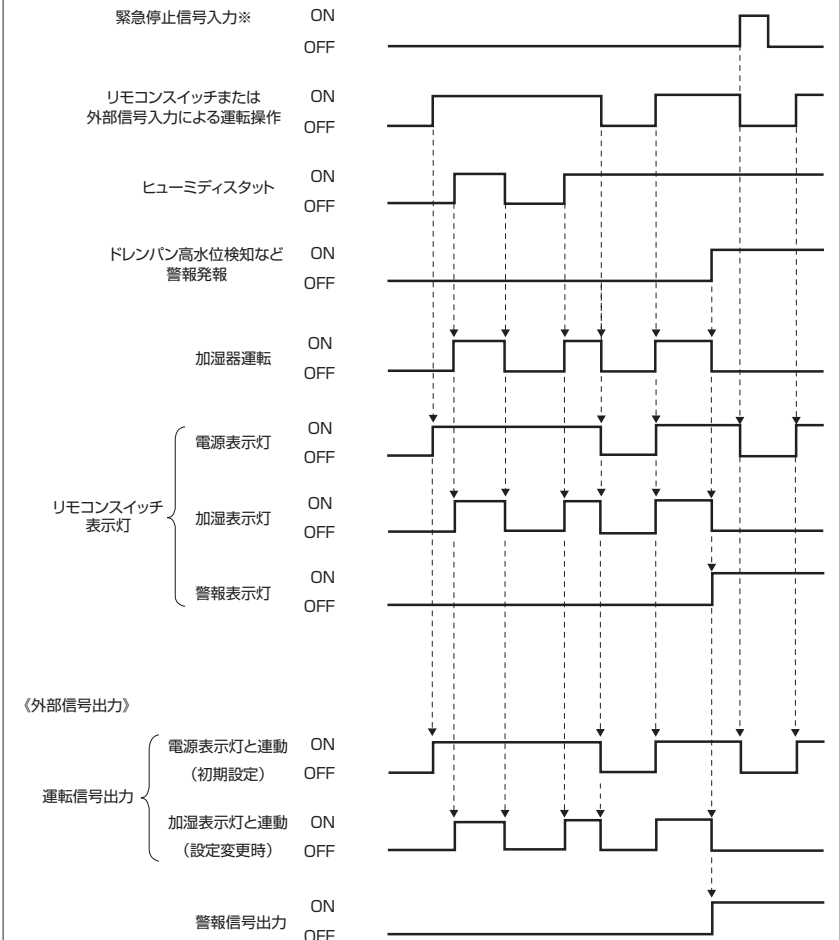 緊急停止信号入力※ ON
OFF
リモコンスイッチまたは ON
外部信号入力による運転操作 OFF
ヒューミディスタット ON
OFF
ドレンパン高水位検知など ON
警報発報 OFF
加湿器運転 ON
OFF
リモコンスイッチ
表示灯
電源表示灯 ON
OFF
加湿表示灯 ON
OFF
警報表示灯 ON
OFF
《外部信号出力》
運転信号出力
電源表示灯と連動 ON
（初期設定） OFF
加湿表示灯と連動 ON
（設定変更時） OFF
警報信号出力 ON
OFF